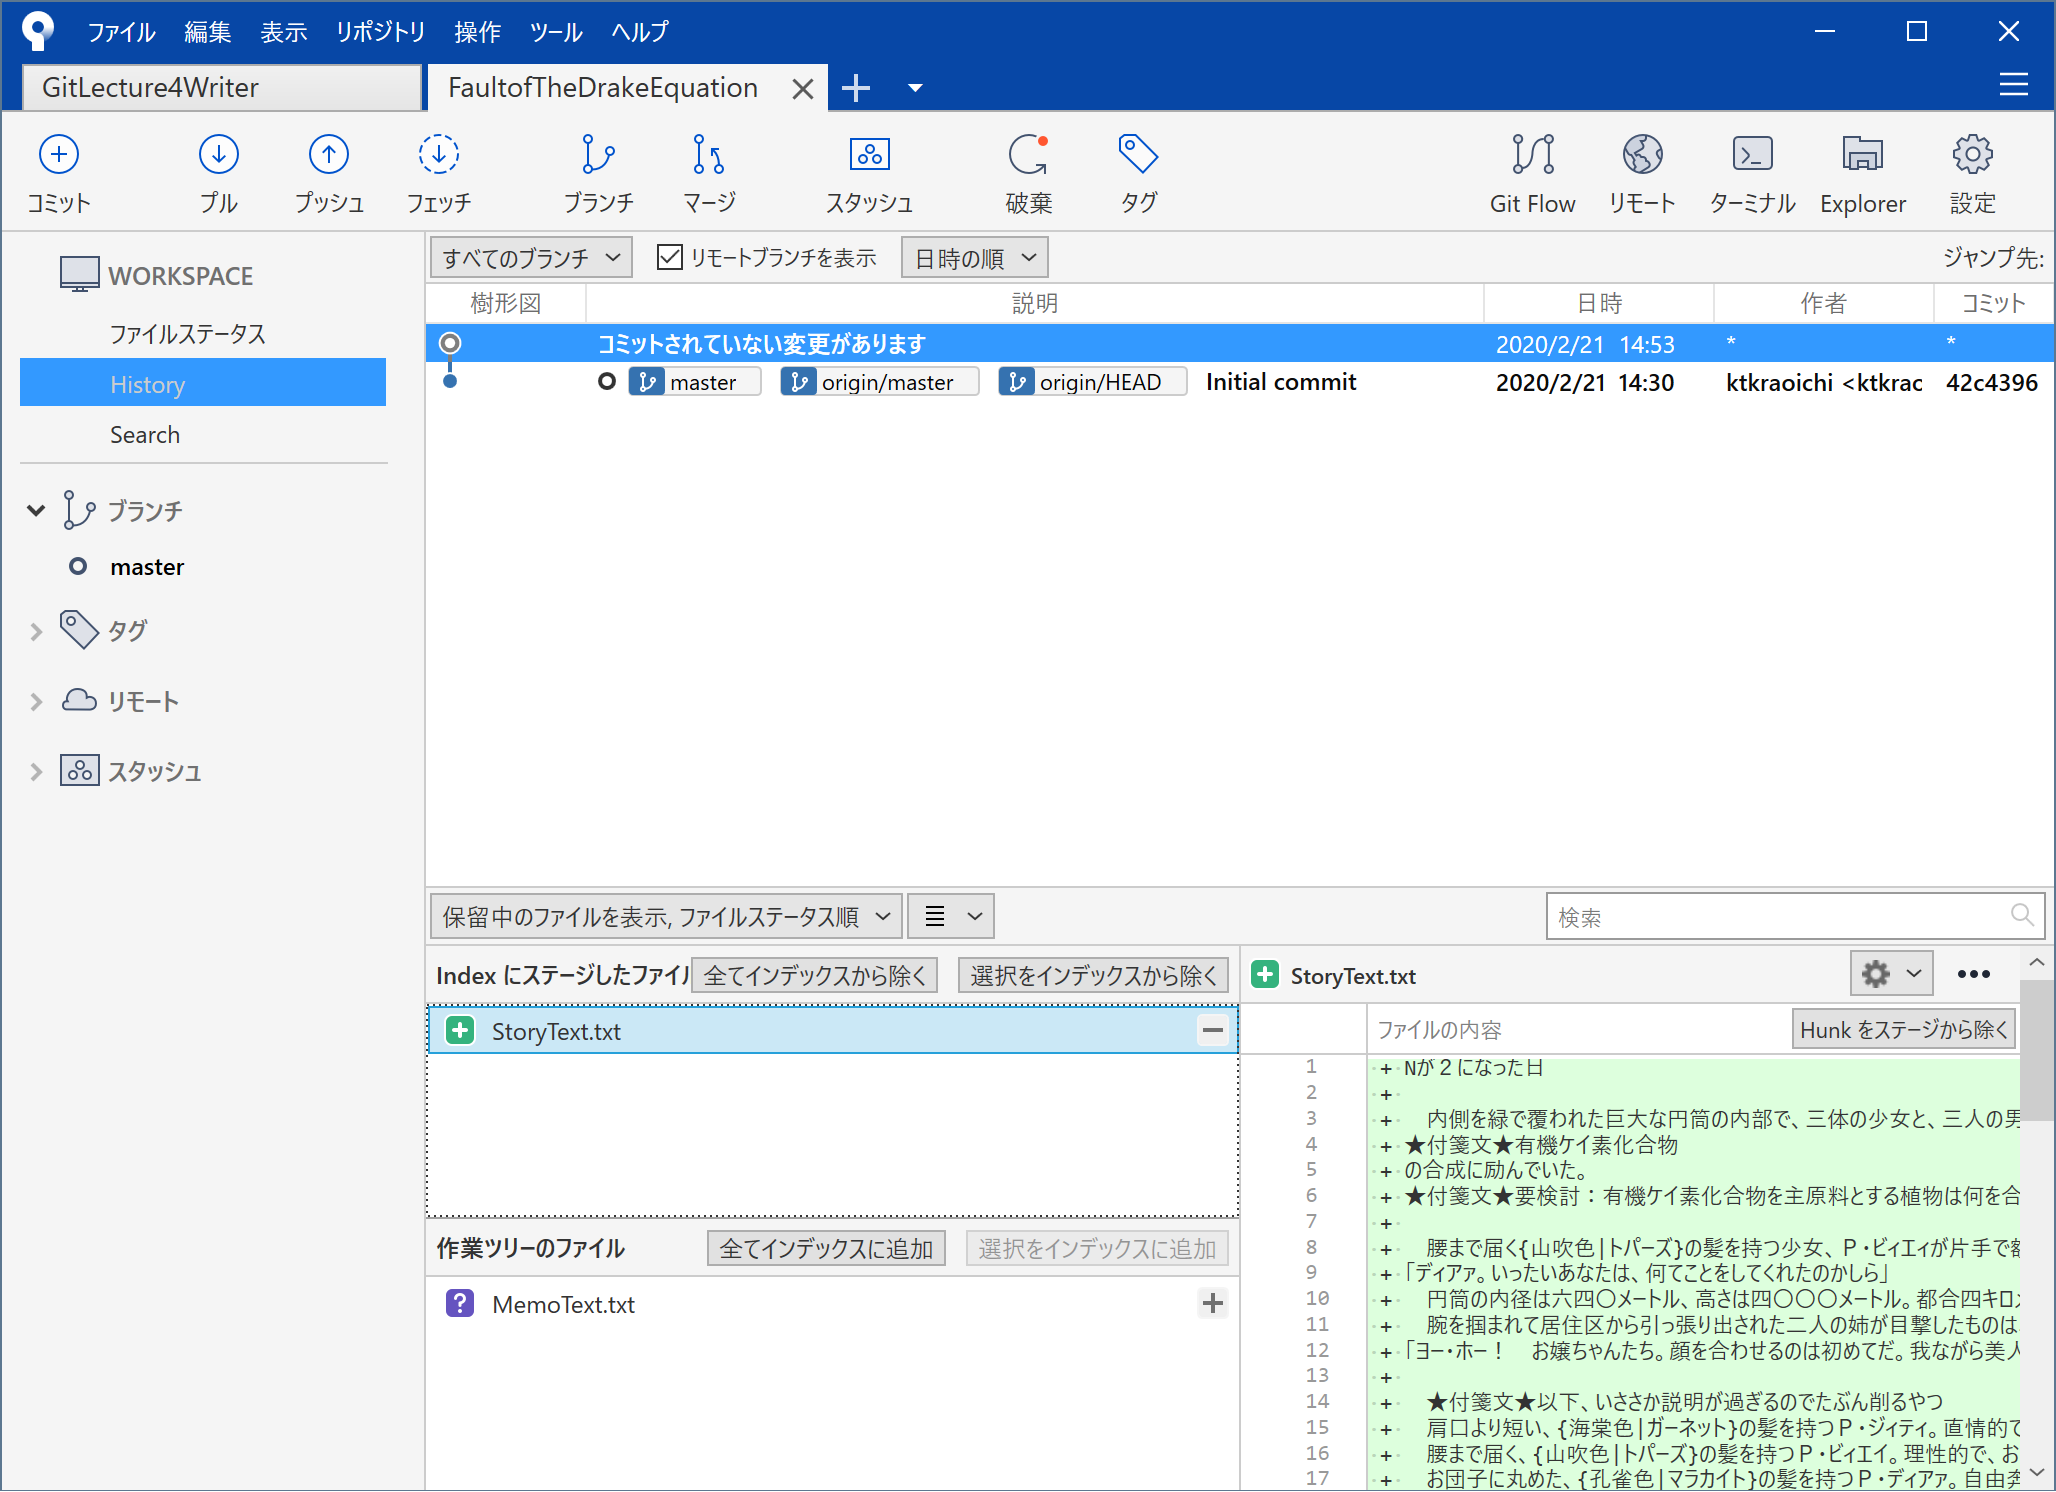 ファイル 編集 表示 リポジトリ 操作 ツール ヘルプ
GitLecture4Writer FaultofTheDrakeEquation
コミット プル プッシュ フェッチ ブランチ マージ スタッシュ 破棄 タグ Git Flow リモート ターミナル Explorer 設定
WORKSPACE
ファイルステータス
History
Search
ブランチ
master
タグ
リモート
スタッシュ
すべてのブランチ リモートブランチを表示 日時の順 ジャンプ先:
樹形図 説明 日時 作者 コミット
コミットされていない変更があります 2020/2/21 14:53 * *
master origin/master origin/HEAD Initial commit 2020/2/21 14:30 ktkraoichi <ktkrac 42c4396
保留中のファイルを表示, ファイルステータス順 検索
Index にステージしたファイル 全てインデックスから除く 選択をインデックスから除く
StoryText.txt
作業ツリーのファイル 全てインデックスに追加 選択をインデックスに追加
MemoText.txt
StoryText.txt
ファイルの内容 Hunk をステージから除く
1 + Nが２になった日
2 +
3 + 　内側を緑で覆われた巨大な円筒の内部で、三体の少女と、三人の男
4 + ★付箋文★有機ケイ素化合物
5 + の合成に励んでいた。
6 + ★付箋文★要検討：有機ケイ素化合物を主原料とする植物は何を合
7 +
8 + 　腰まで届く{山吹色|トパーズ}の髪を持つ少女、Ｐ・ビィエィが片手で額
9 + 「ディアァ。いったいあなたは、何てことをしてくれたのかしら」
10 + 　円筒の内径は六四〇メートル、高さは四〇〇〇メートル。都合四キロメ
11 + 　腕を掴まれて居住区から引っ張り出された二人の姉が目撃したものは、
12 + 「ヨー・ホー！　お嬢ちゃんたち。顔を合わせるのは初めてだ。我ながら美人
13 +
14 + 　★付箋文★以下、いささか説明が過ぎるのでたぶん削るやつ
15 + 　肩口より短い、{海棠色|ガーネット}の髪を持つＰ・ジィティ。直情的で
16 + 　腰まで届く、{山吹色|トパーズ}の髪を持つＰ・ビィエイ。理性的で、お
17 + 　お団子に丸めた、{孔雀色|マラカイト}の髪を持つＰ・ディアァ。自由奔